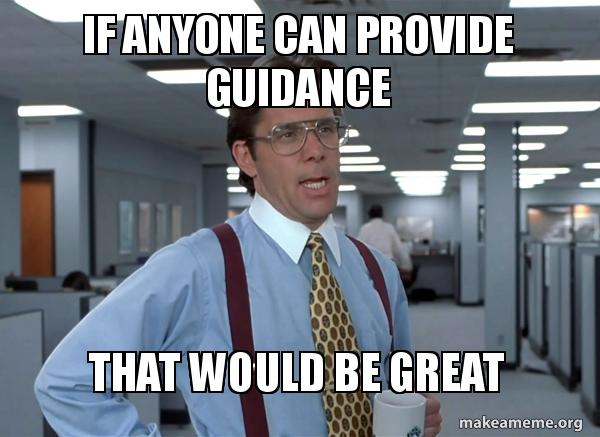 IF ANYONE CAN PROVIDE
GUIDANCE
THAT WOULD BE GREAT
makeameme.org